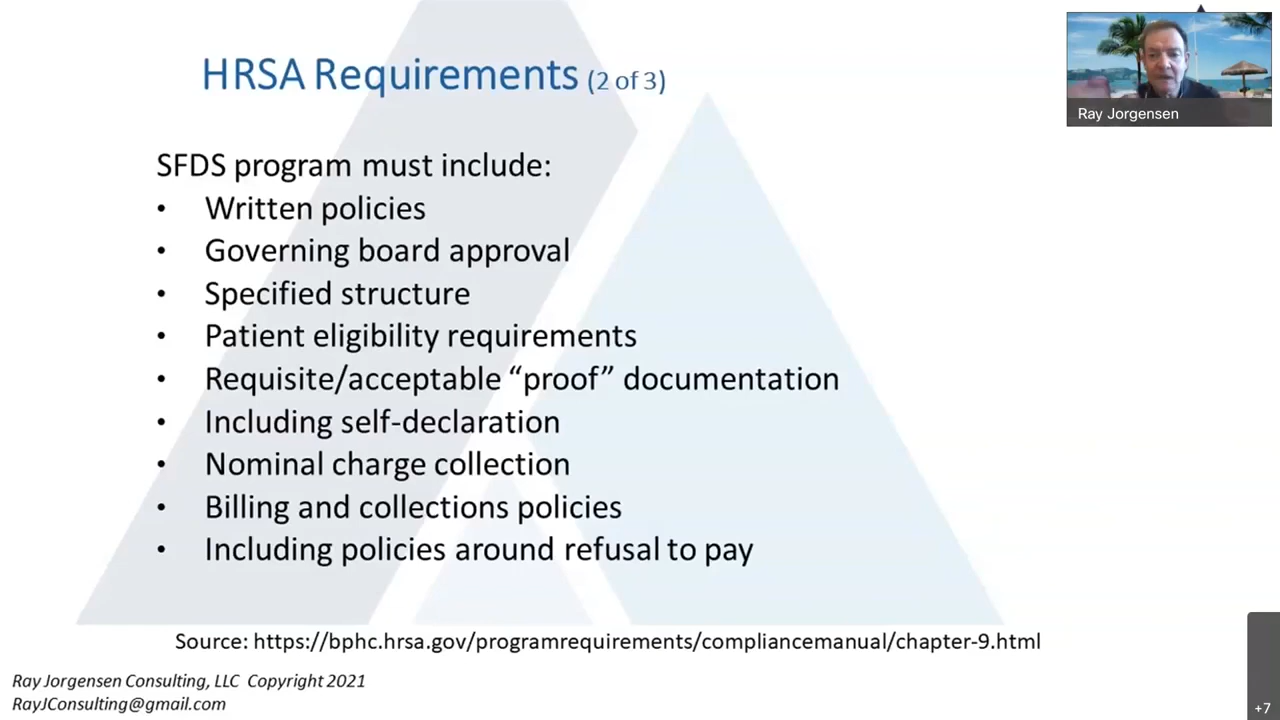 HRSA Requirements (2 of 3)
Ray Jorgensen
SFDS program must include:
• Written policies
• Governing board approval
• Specified structure
• Patient eligibility requirements
• Requisite/acceptable “proof” documentation
• Including self-declaration
• Nominal charge collection
• Billing and collections policies
• Including policies around refusal to pay
Source: https://bphc.hrsa.gov/programrequirements/compliancemanual/chapter-9.html
Ray Jorgensen Consulting, LLC Copyright 2021
RayJConsulting@gmail.com
+7